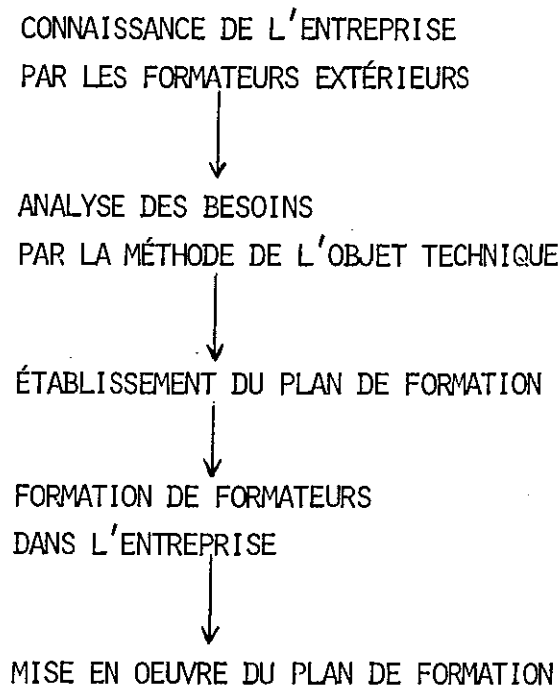 CONNAISSANCE DE L'ENTREPRISE
PAR LES FORMATEURS EXTÉRIEURS
ANALYSE DES BESOINS
PAR LA MÉTHODE DE L'OBJET TECHNIQUE
ÉTABLISSEMENT DU PLAN DE FORMATION
FORMATION DE FORMATEURS
DANS L'ENTREPRISE
MISE EN OEUVRE DU PLAN DE FORMATION